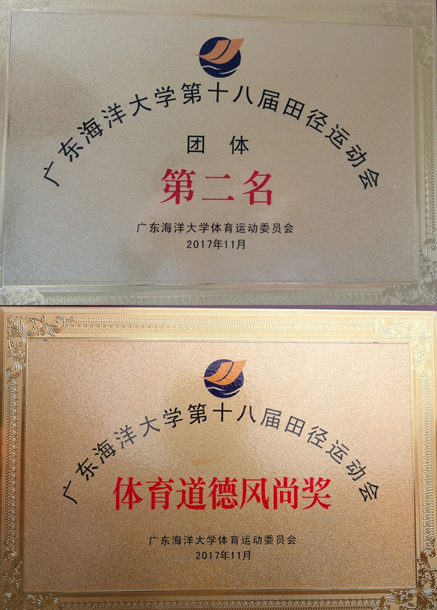 广东海洋大学第十八届田径运动会
团体
第二名
广东海洋大学体育运动委员会
2017年11月
广东海洋大学第十八届田径运动会
体育道德风尚奖
广东海洋大学体育运动委员会
2017年11月